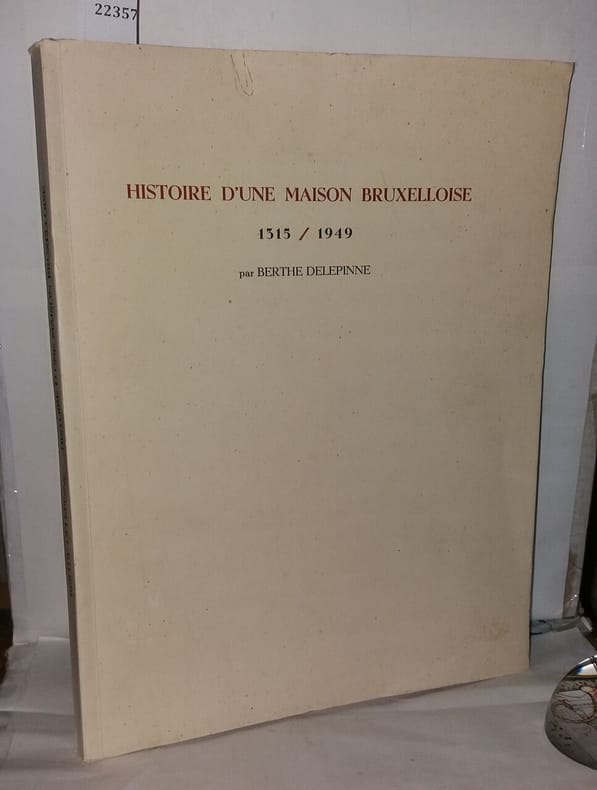 22357
HISTOIRE D'UNE MAISON BRUXELLOISE
1315 / 1949
par BERTHE DELEPINNE